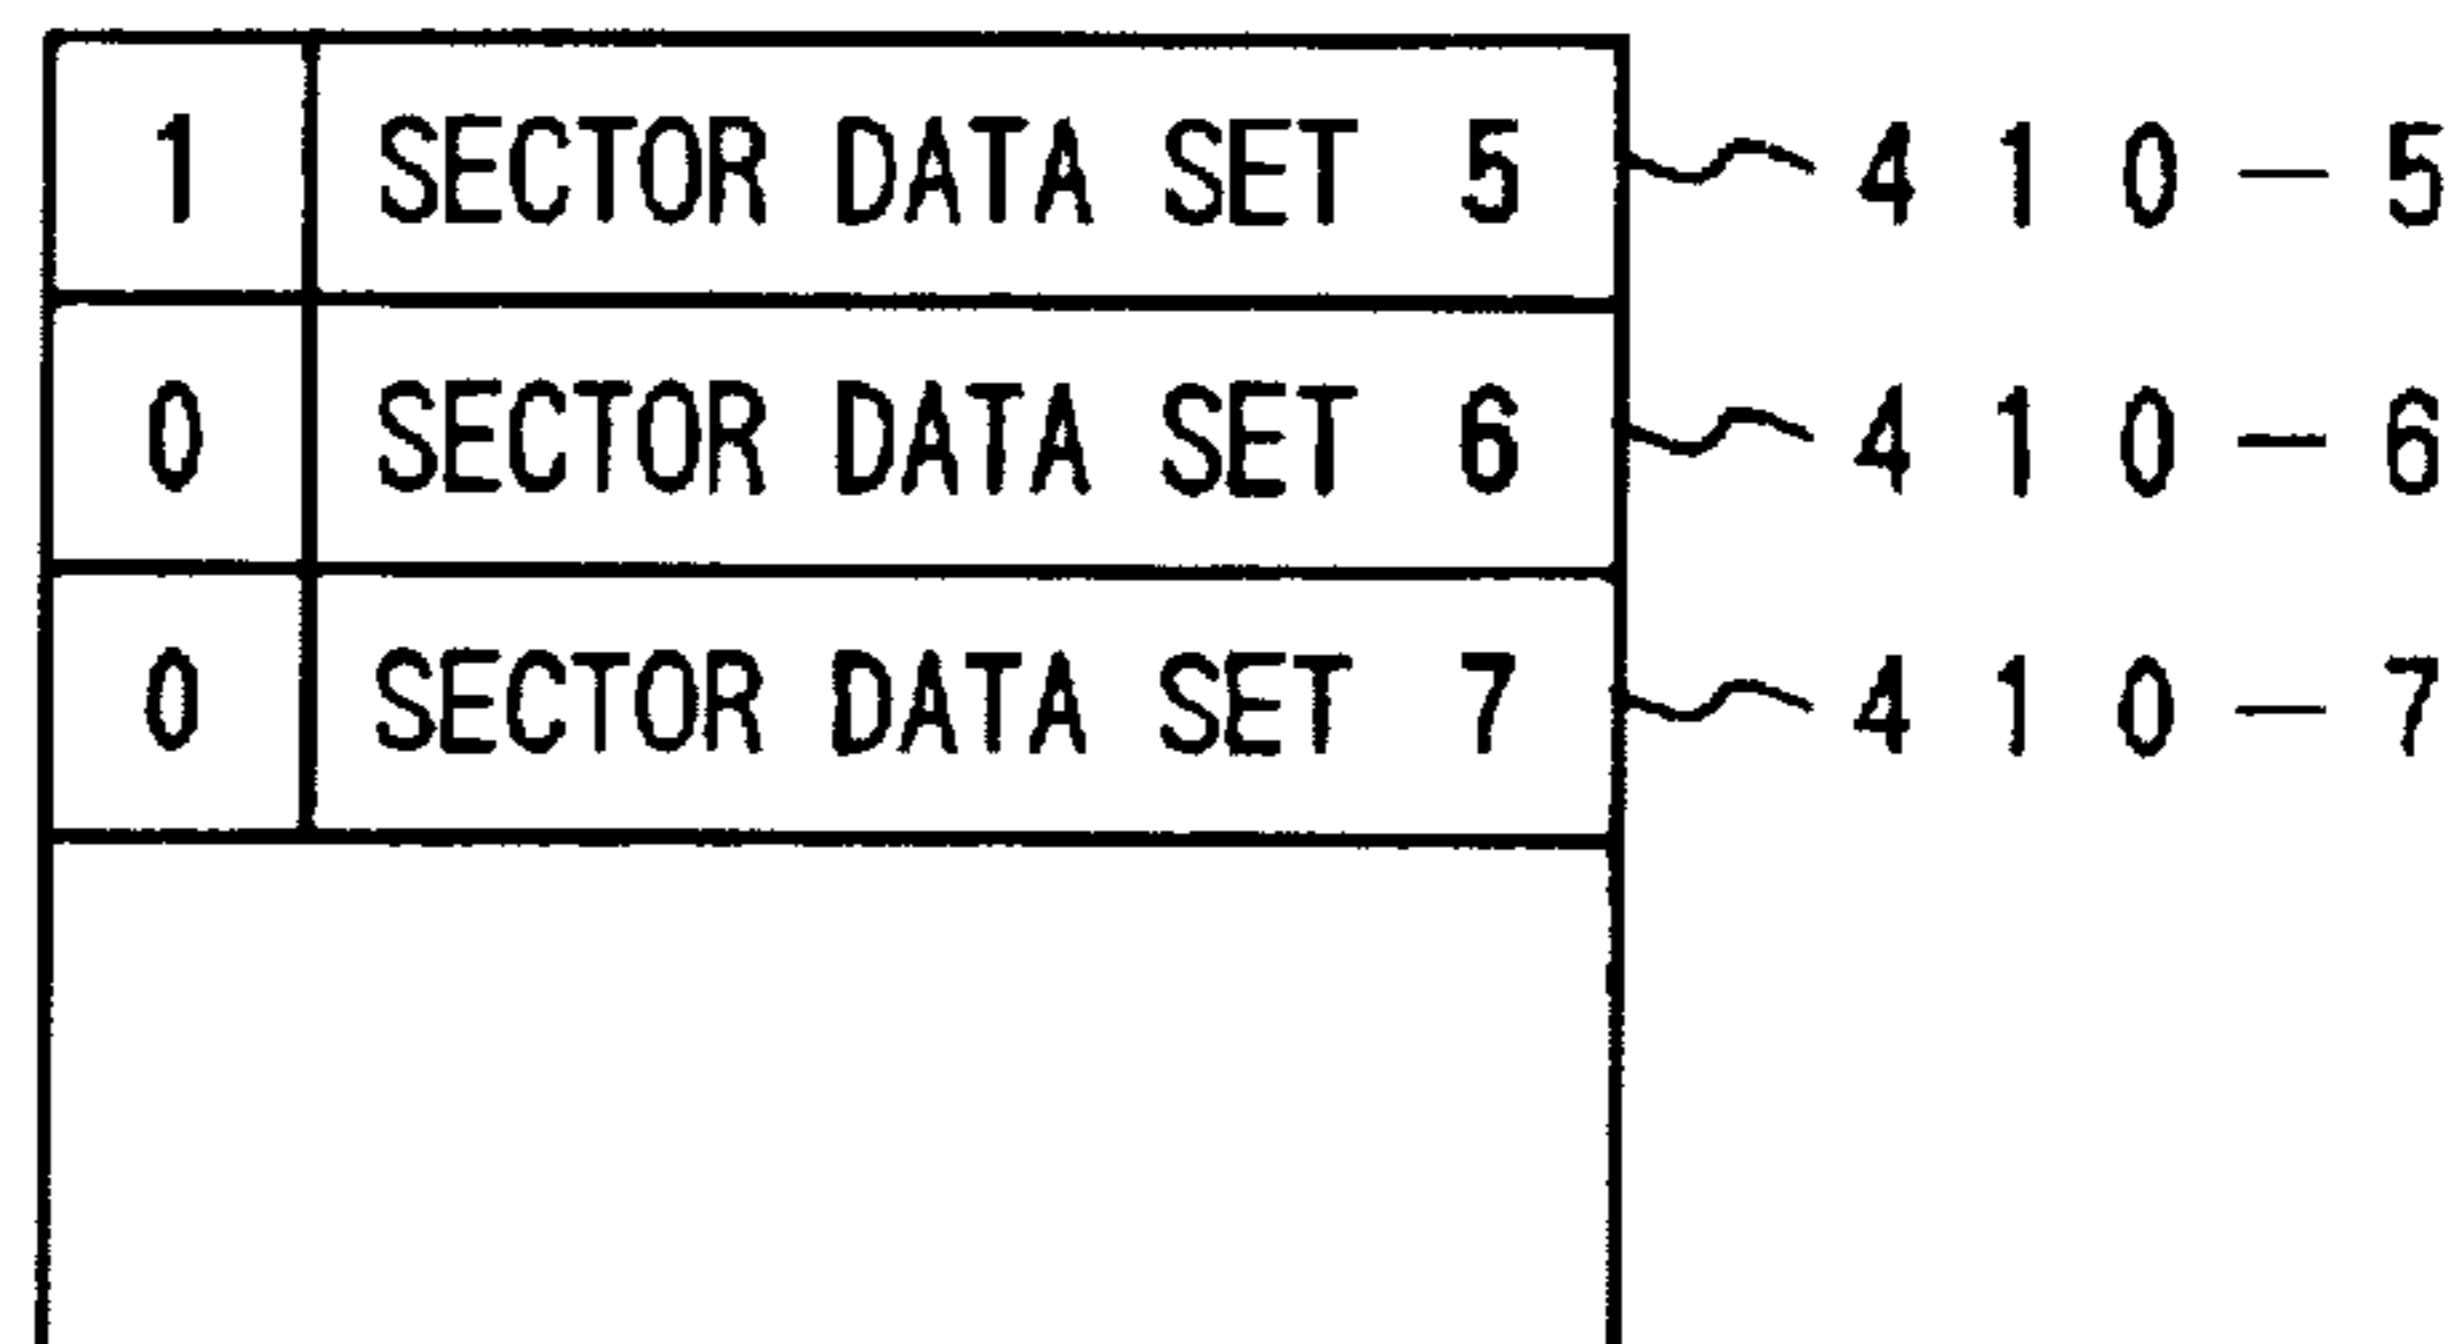 1 SECTOR DATA SET 5 410-5
0 SECTOR DATA SET 6 410-6
0 SECTOR DATA SET 7 410-7